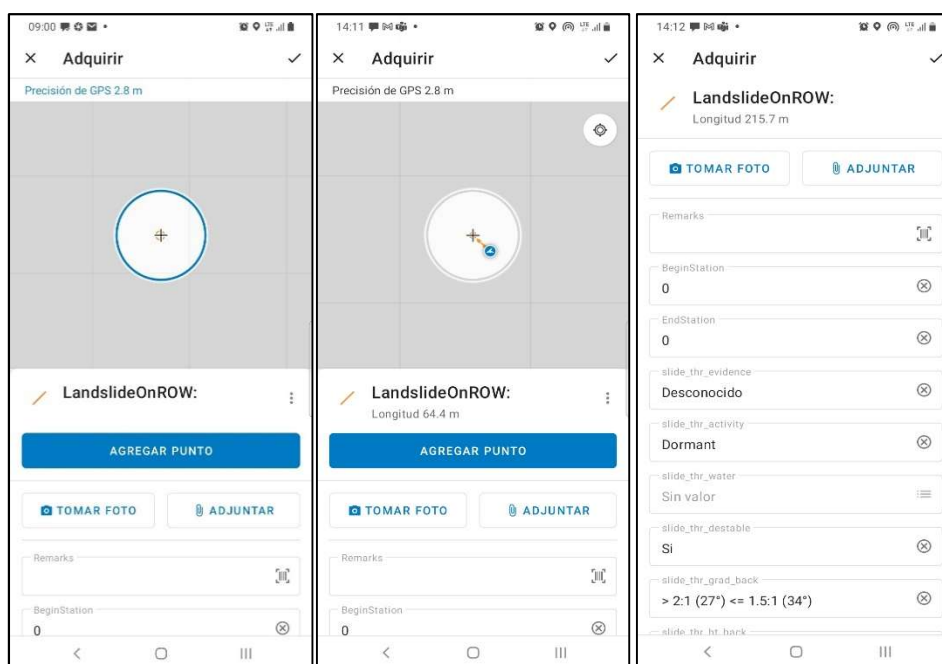 09:00
Adquirir
Precisión de GPS 2.8 m
LandslideOnROW:
AGREGAR PUNTO
TOMAR FOTO
ADJUNTAR
Remarks
BeginStation
0
14:11
Adquirir
Precisión de GPS 2.8 m
LandslideOnROW:
Longitud 64.4 m
AGREGAR PUNTO
TOMAR FOTO
ADJUNTAR
Remarks
BeginStation
0
14:12
Adquirir
LandslideOnROW:
Longitud 215.7 m
TOMAR FOTO
ADJUNTAR
Remarks
BeginStation
0
EndStation
0
slide_thr_evidence
Desconocido
slide_thr_activity
Dormant
slide_thr_water
Sin valor
slide_thr_destable
Si
slide_thr_grad_back
> 2:1 (27°) <= 1.5:1 (34°)
slide_thr_ht_back